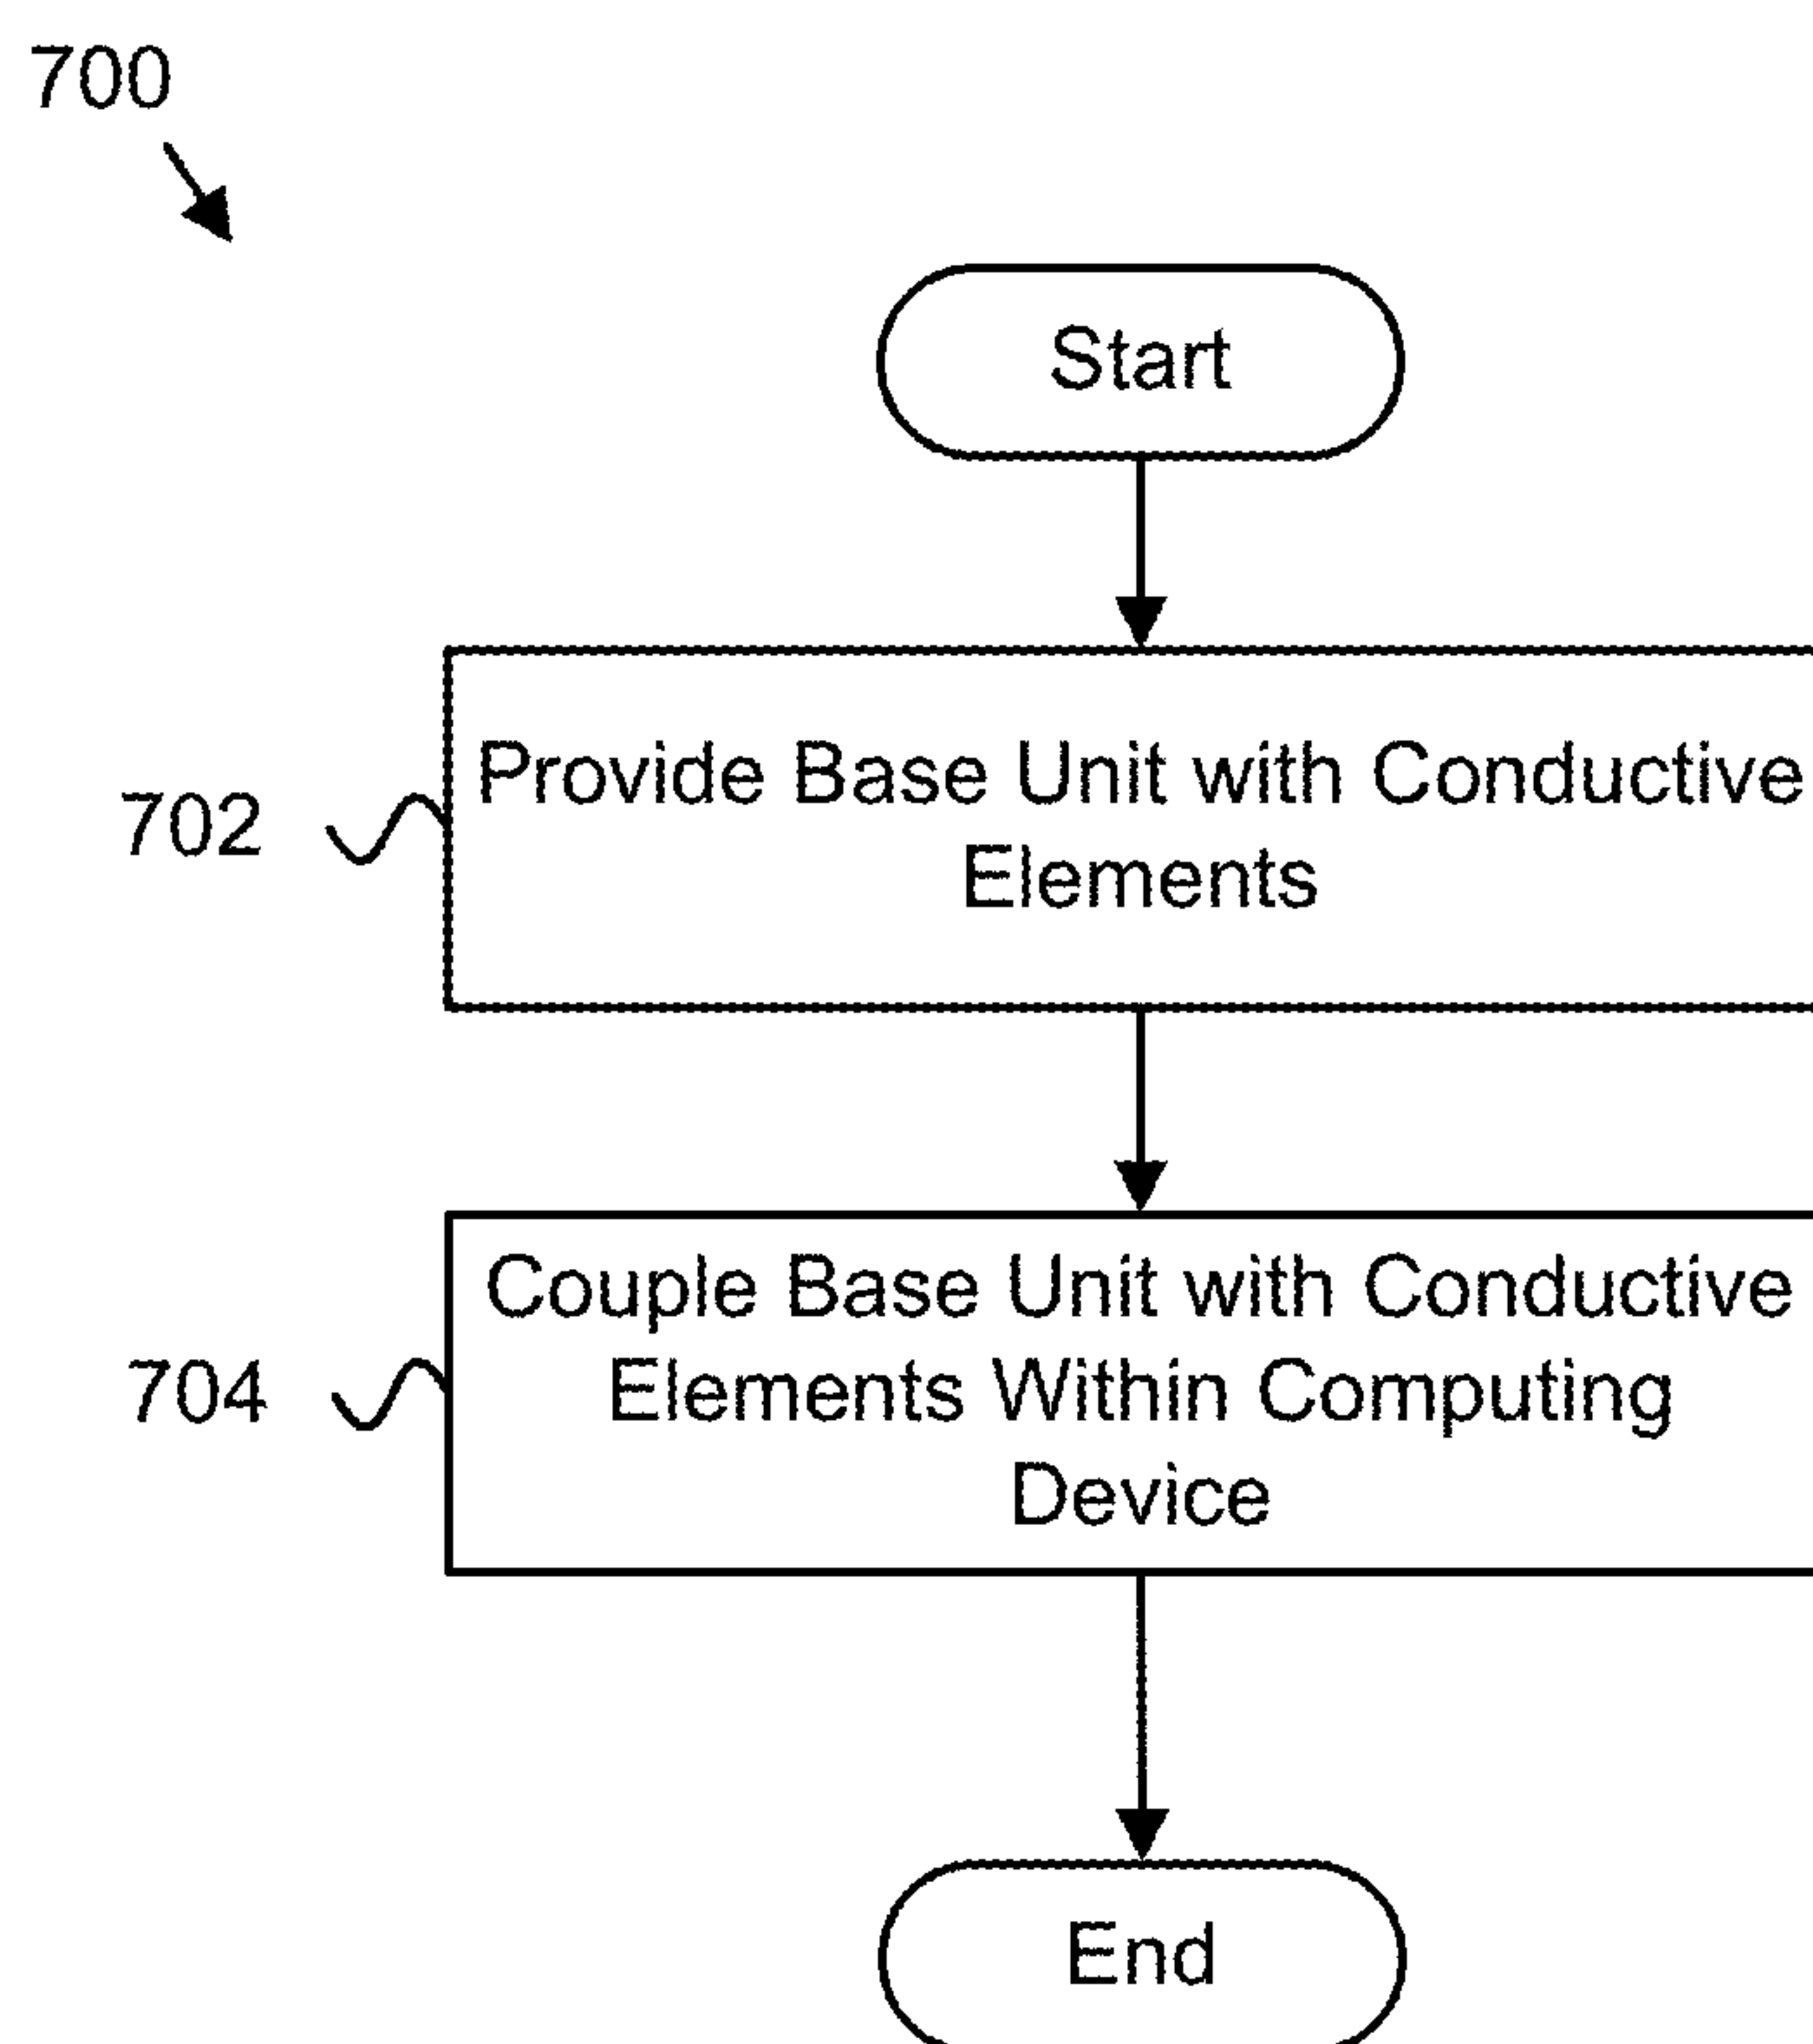 700
Start
702
Provide Base Unit with Conductive
Elements
704
Couple Base Unit with Conductive
Elements Within Computing
Device
End